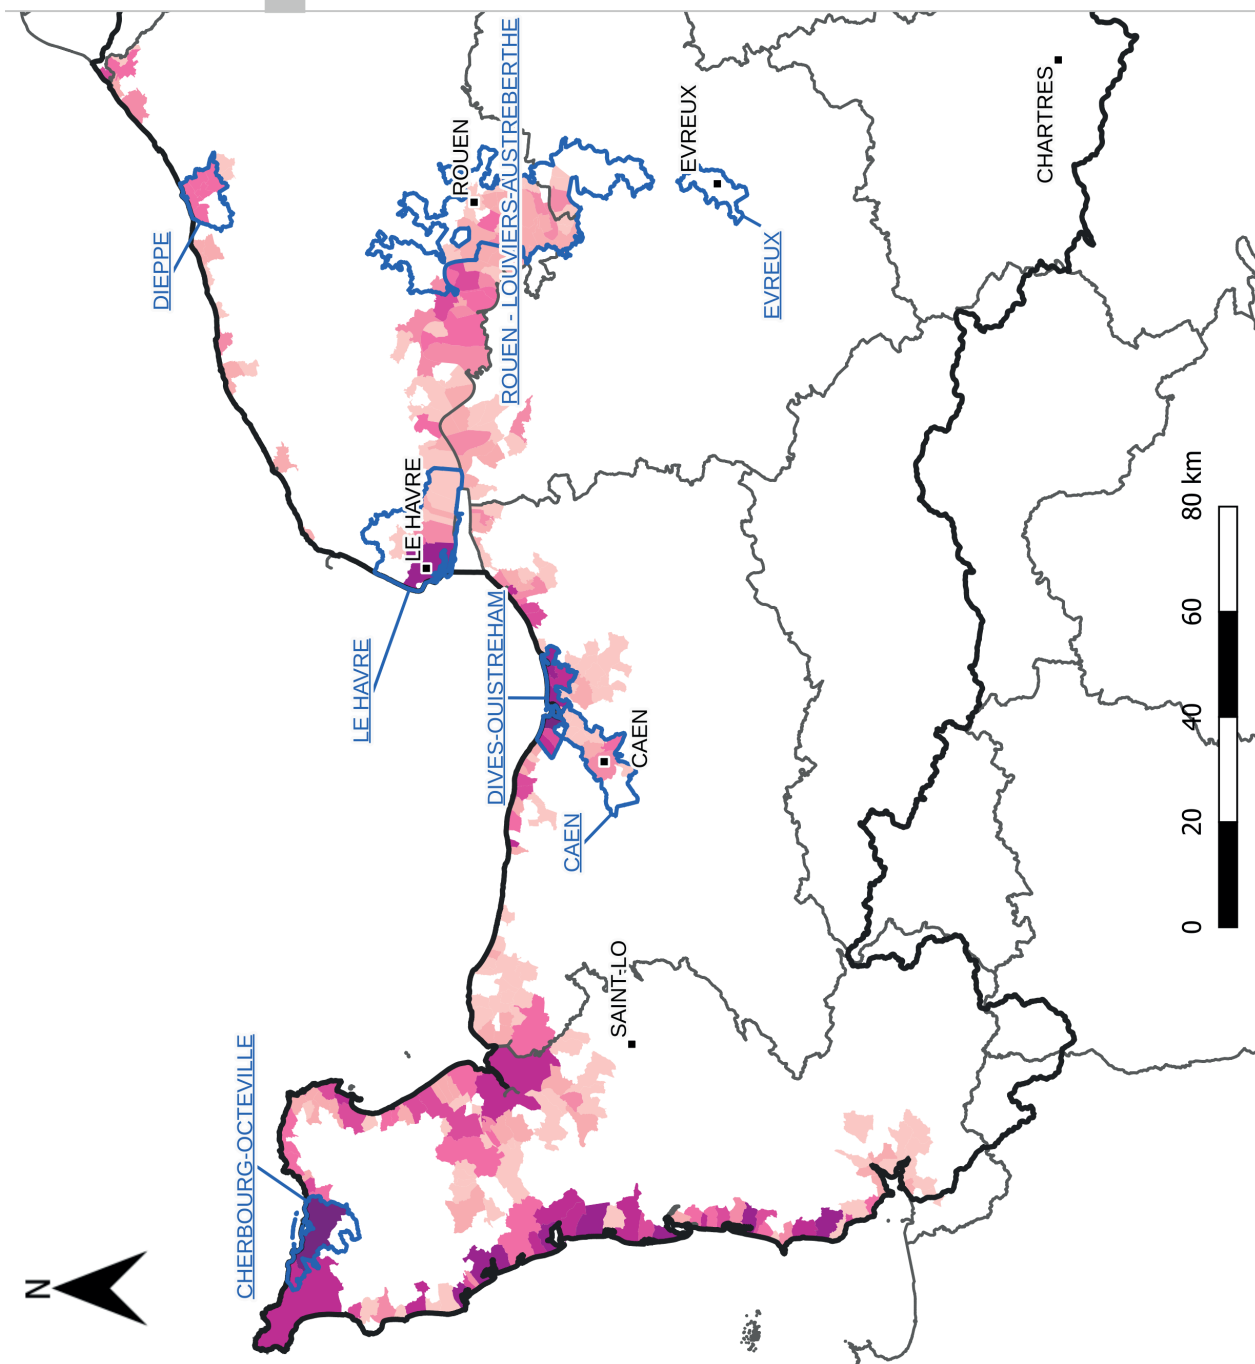 N
CHERBOURG-OCTEVILLE
DIEPPE
LE HAVRE
LE HAVRE
ROUEN
ROUEN - LOUVIERS-AUSTREBERTHE
DIVES-OUISTREHAM
CAEN
CAEN
SAINT-LO
EVREUX
EVREUX
CHARTRES
0 20 40 60 80 km